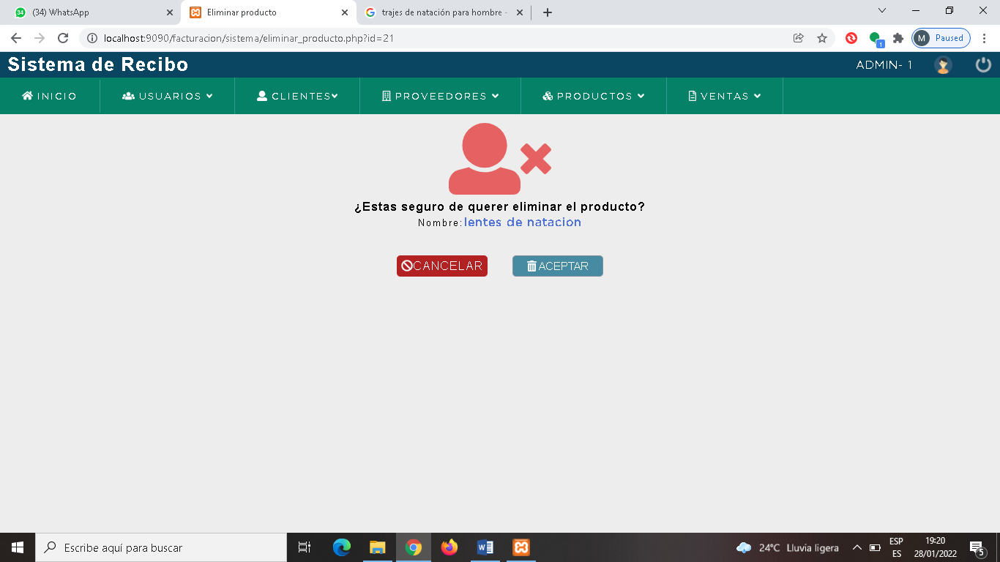 34 (34) WhatsApp
Eliminar producto
trajes de natación para hombre -
localhost:9090/facturacion/sistema/eliminar_producto.php?id=21
1
M Paused
Sistema de Recibo
ADMIN- 1
INICIO
USUARIOS
CLIENTES
PROVEEDORES
PRODUCTOS
VENTAS
¿Estas seguro de querer eliminar el producto?
Nombre: lentes de natacion
CANCELAR
ACEPTAR
Escribe aquí para buscar
24°C Lluvia ligera
ESP
ES
19:20
28/01/2022
5